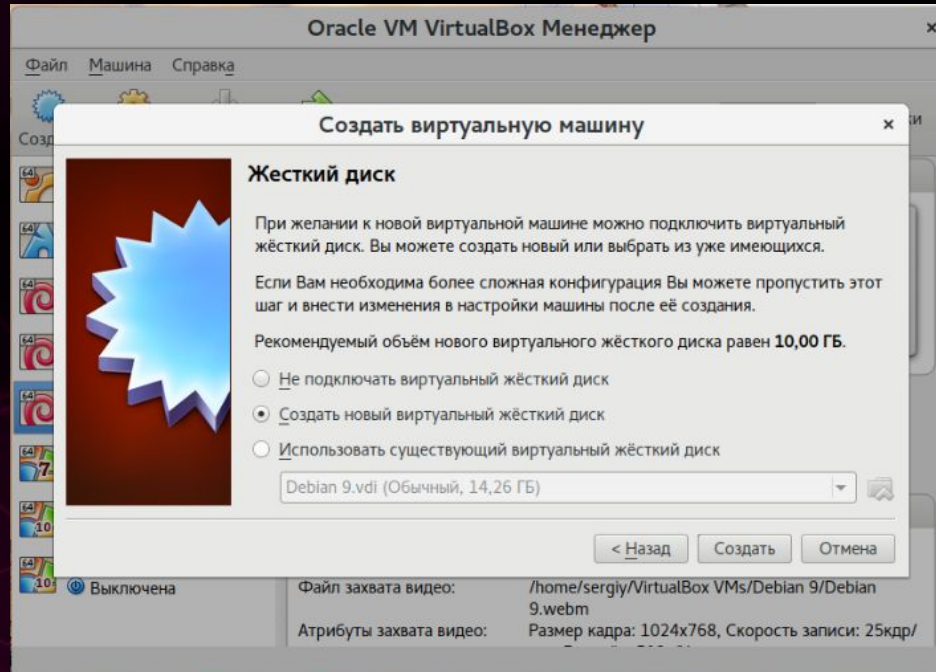 Oracle VM VirtualBox Менеджер
Файл Машина Справка
Создать виртуальную машину
Жесткий диск
При желании к новой виртуальной машине можно подключить виртуальный
жёсткий диск. Вы можете создать новый или выбрать из уже имеющихся.
Если Вам необходима более сложная конфигурация Вы можете пропустить этот
шаг и внести изменения в настройки машины после её создания.
Рекомендуемый объём нового виртуального жёсткого диска равен 10,00 ГБ.
Не подключать виртуальный жёсткий диск
Создать новый виртуальный жёсткий диск
Использовать существующий виртуальный жёсткий диск
Debian 9.vdi (Обычный, 14,26 ГБ)
< Назад Создать Отмена
Выключена
Файл захвата видео: /home/sergiy/VirtualBox VMs/Debian 9/Debian
9.webm
Атрибуты захвата видео: Размер кадра: 1024x768, Скорость записи: 25кдр/